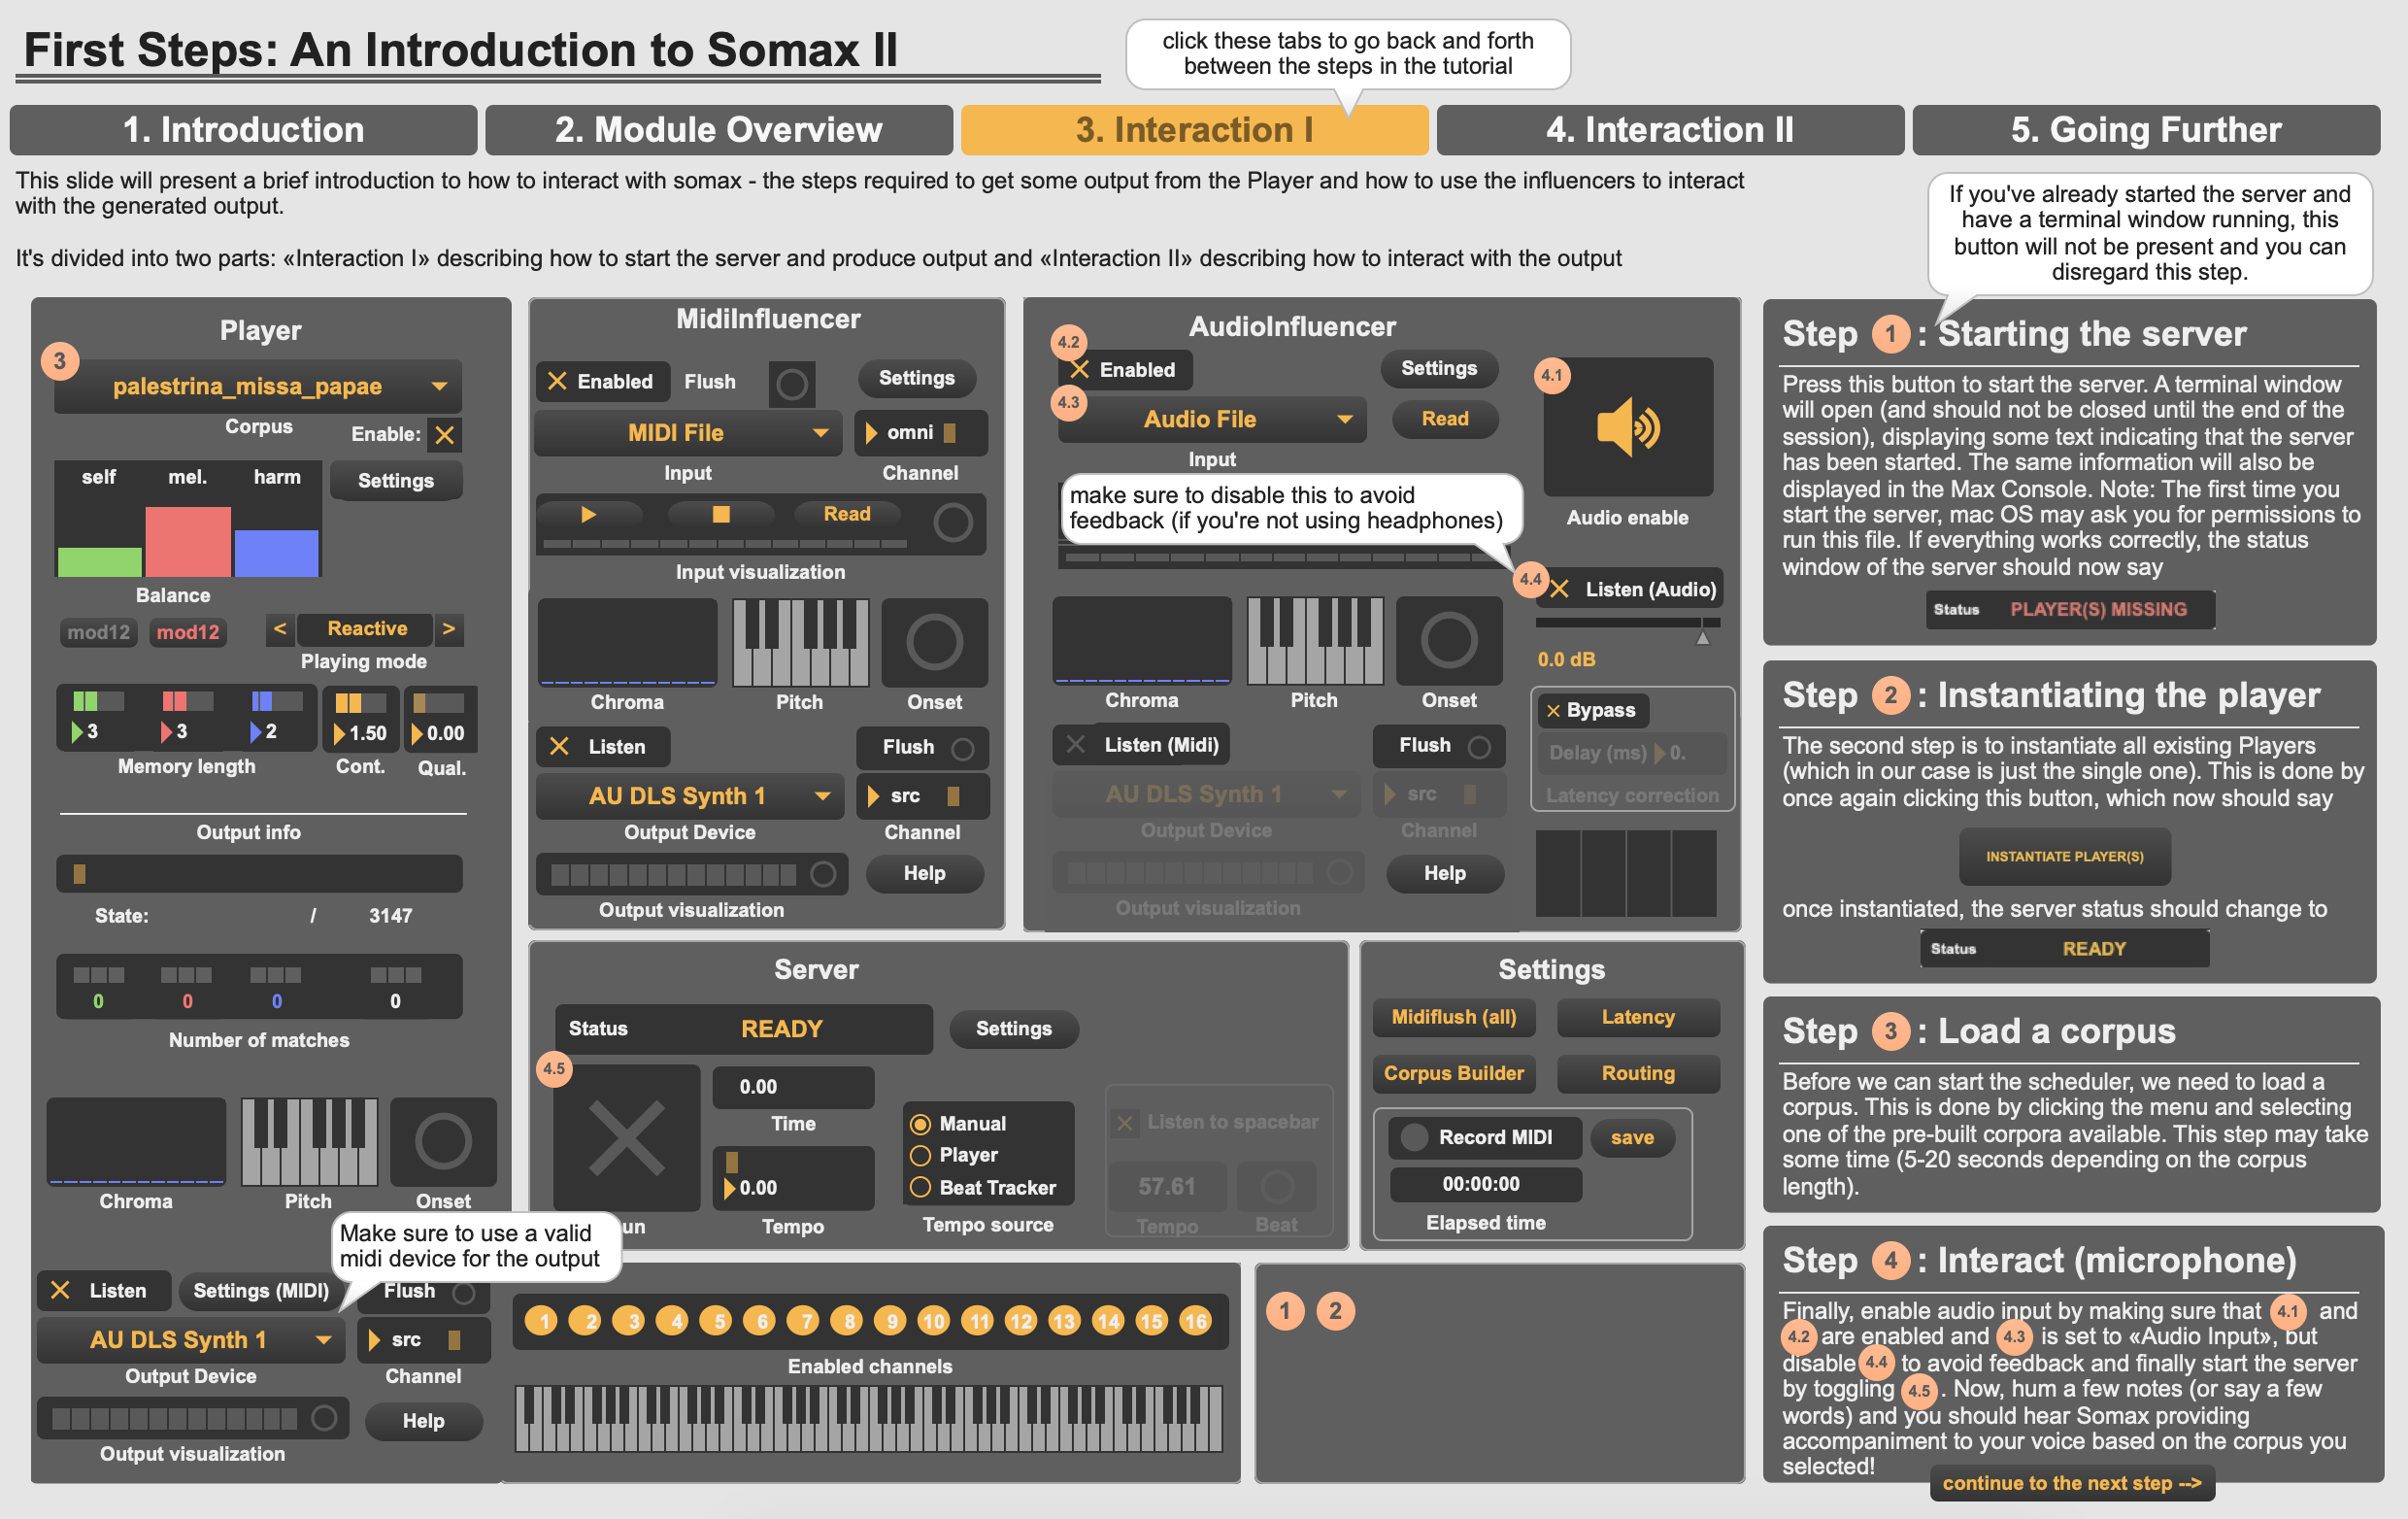 First Steps: An Introduction to Somax II
click these tabs to go back and forth
between the steps in the tutorial
1. Introduction
2. Module Overview
3. Interaction I
4. Interaction II
5. Going Further
This slide will present a brief introduction to how to interact with somax - the steps required to get some output from the Player and how to use the influencers to interact
with the generated output.
It's divided into two parts: «Interaction I» describing how to start the server and produce output and «Interaction II» describing how to interact with the output
If you've already started the server and
have a terminal window running, this
button will not be present and you can
disregard this step.
Player
3
palestrina_missa_papae
Corpus
Enable:
self mel. harm
Settings
Balance
mod12 mod12
< Reactive >
Playing mode
3 3 2 1.50 0.00
Memory length Cont. Qual.
Output info
State: / 3147
0 0 0 0
Number of matches
Chroma Pitch Onset
Make sure to use a valid
midi device for the output
Listen Settings (MIDI) Flush
AU DLS Synth 1 src
Output Device Channel
Help
Output visualization
MidiInfluencer
Enabled Flush Settings
MIDI File omni
Input Channel
Read
Input visualization
Chroma Pitch Onset
Listen Flush
AU DLS Synth 1 src
Output Device Channel
Help
Output visualization
AudioInfluencer
4.2
Enabled Settings
4.3
Audio File Read
Input
4.1
Audio enable
make sure to disable this to avoid
feedback (if you're not using headphones)
4.4
Listen (Audio)
0.0 dB
Chroma Pitch Onset
Bypass
Delay (ms) 0.
Latency correction
Listen (Midi) Flush
AU DLS Synth 1 src
Output Device Channel
Help
Output visualization
Server
Status READY Settings
4.5
0.00
Time
0.00
un Tempo
Manual
Player
Beat Tracker
Tempo source
Listen to spacebar
57.61
Tempo Beat
Settings
Midiflush (all) Latency
Corpus Builder Routing
Record MIDI save
00:00:00
Elapsed time
1 2 3 4 5 6 7 8 9 10 11 12 13 14 15 16
Enabled channels
1 2
Step 1 : Starting the server
Press this button to start the server. A terminal window
will open (and should not be closed until the end of the
session), displaying some text indicating that the server
has been started. The same information will also be
displayed in the Max Console. Note: The first time you
start the server, mac OS may ask you for permissions to
run this file. If everything works correctly, the status
window of the server should now say
Status PLAYER(S) MISSING
Step 2 : Instantiating the player
The second step is to instantiate all existing Players
(which in our case is just the single one). This is done by
once again clicking this button, which now should say
INSTANTIATE PLAYER(S)
once instantiated, the server status should change to
Status READY
Step 3 : Load a corpus
Before we can start the scheduler, we need to load a
corpus. This is done by clicking the menu and selecting
one of the pre-built corpora available. This step may take
some time (5-20 seconds depending on the corpus
length).
Step 4 : Interact (microphone)
Finally, enable audio input by making sure that 4.1 and
4.2 are enabled and 4.3 is set to «Audio Input», but
disable 4.4 to avoid feedback and finally start the server
by toggling 4.5 . Now, hum a few notes (or say a few
words) and you should hear Somax providing
accompaniment to your voice based on the corpus you
selected!
continue to the next step -->